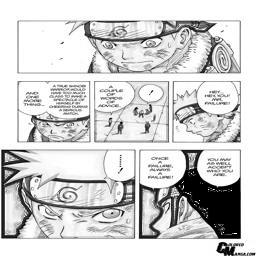 HEY,
HEY, YOU!
MR.
FAILURE!
A
COUPLE
OF
WORDS
OF
ADVICE.
A TRUE SHINOBI
WARRIOR WOULD
HAVE TOO MUCH
CLASS TO MAKE A
SPECTACLE OF
HIMSELF BY
CHEERING DURING
A SERIOUS
MATCH.
AND
ONE
MORE
THING...
YOU MAY
AS WELL
ACCEPT
WHO YOU
ARE.
ONCE
A
FAILURE,
ALWAYS
A
FAILURE!
...!
COLORED
MANGA.COM